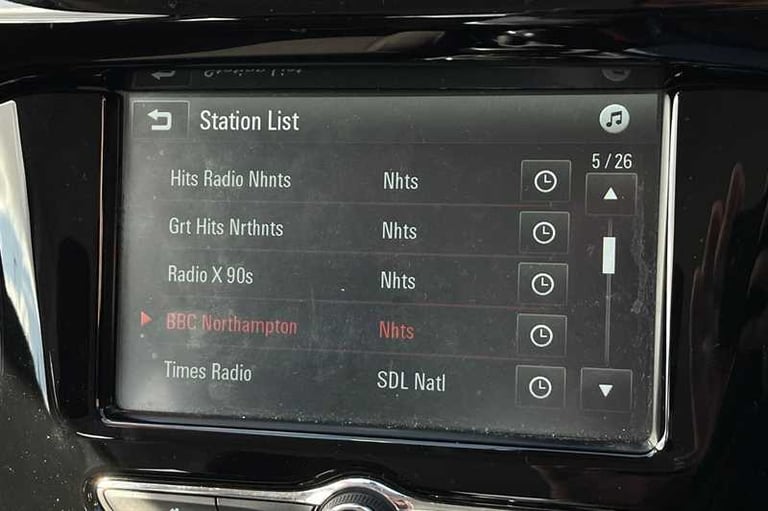 Station List
5 / 26
Hits Radio Nhnts Nhts
Grt Hits Nrthnts Nhts
Radio X 90s Nhts
BBC Northampton Nhts
Times Radio SDL Natl